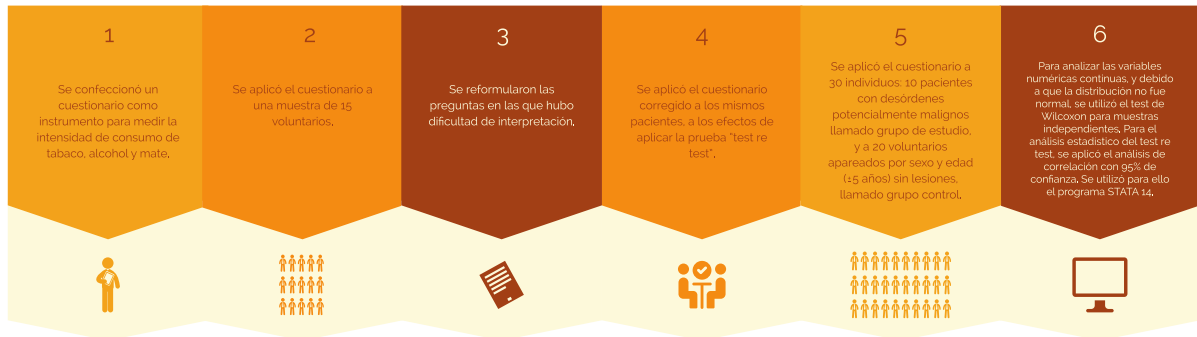 1
Se confeccionó un
cuestionario como
instrumento para medir la
intensidad de consumo de
tabaco, alcohol y mate.
2
Se aplicó el cuestionario a
una muestra de 15
voluntarios.
3
Se reformularon las
preguntas en las que hubo
dificultad de interpretación.
4
Se aplicó el cuestionario
corregido a los mismos
pacientes, a los efectos de
aplicar la prueba "test re
test".
5
Se aplicó el cuestionario a
30 individuos: 10 pacientes
con desórdenes
potencialmente malignos
llamado grupo de estudio,
y a 20 voluntarios
apareados por sexo y edad
(±5 años) sin lesiones,
llamado grupo control.
6
Para analizar las variables
numéricas continuas, y debido
a que la distribución no fue
normal, se utilizó el test de
Wilcoxon para muestras
independientes. Para el
análisis estadístico del test re
test, se aplicó el análisis de
correlación con 95% de
confianza. Se utilizó para ello
el programa STATA 14.